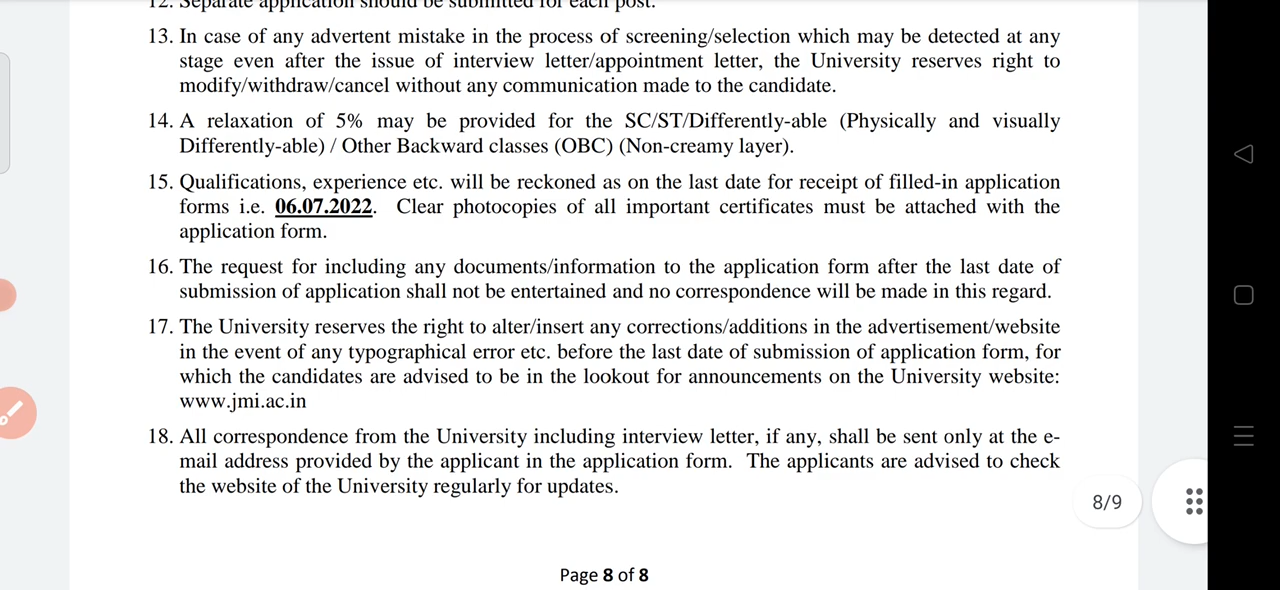 12. Separate application should be submitted for each post.
13. In case of any advertent mistake in the process of screening/selection which may be detected at any
stage even after the issue of interview letter/appointment letter, the University reserves right to
modify/withdraw/cancel without any communication made to the candidate.
14. A relaxation of 5% may be provided for the SC/ST/Differently-able (Physically and visually
Differently-able) / Other Backward classes (OBC) (Non-creamy layer).
15. Qualifications, experience etc. will be reckoned as on the last date for receipt of filled-in application
forms i.e. 06.07.2022. Clear photocopies of all important certificates must be attached with the
application form.
16. The request for including any documents/information to the application form after the last date of
submission of application shall not be entertained and no correspondence will be made in this regard.
17. The University reserves the right to alter/insert any corrections/additions in the advertisement/website
in the event of any typographical error etc. before the last date of submission of application form, for
which the candidates are advised to be in the lookout for announcements on the University website:
www.jmi.ac.in
18. All correspondence from the University including interview letter, if any, shall be sent only at the e-
mail address provided by the applicant in the application form. The applicants are advised to check
the website of the University regularly for updates.
8/9
Page 8 of 8